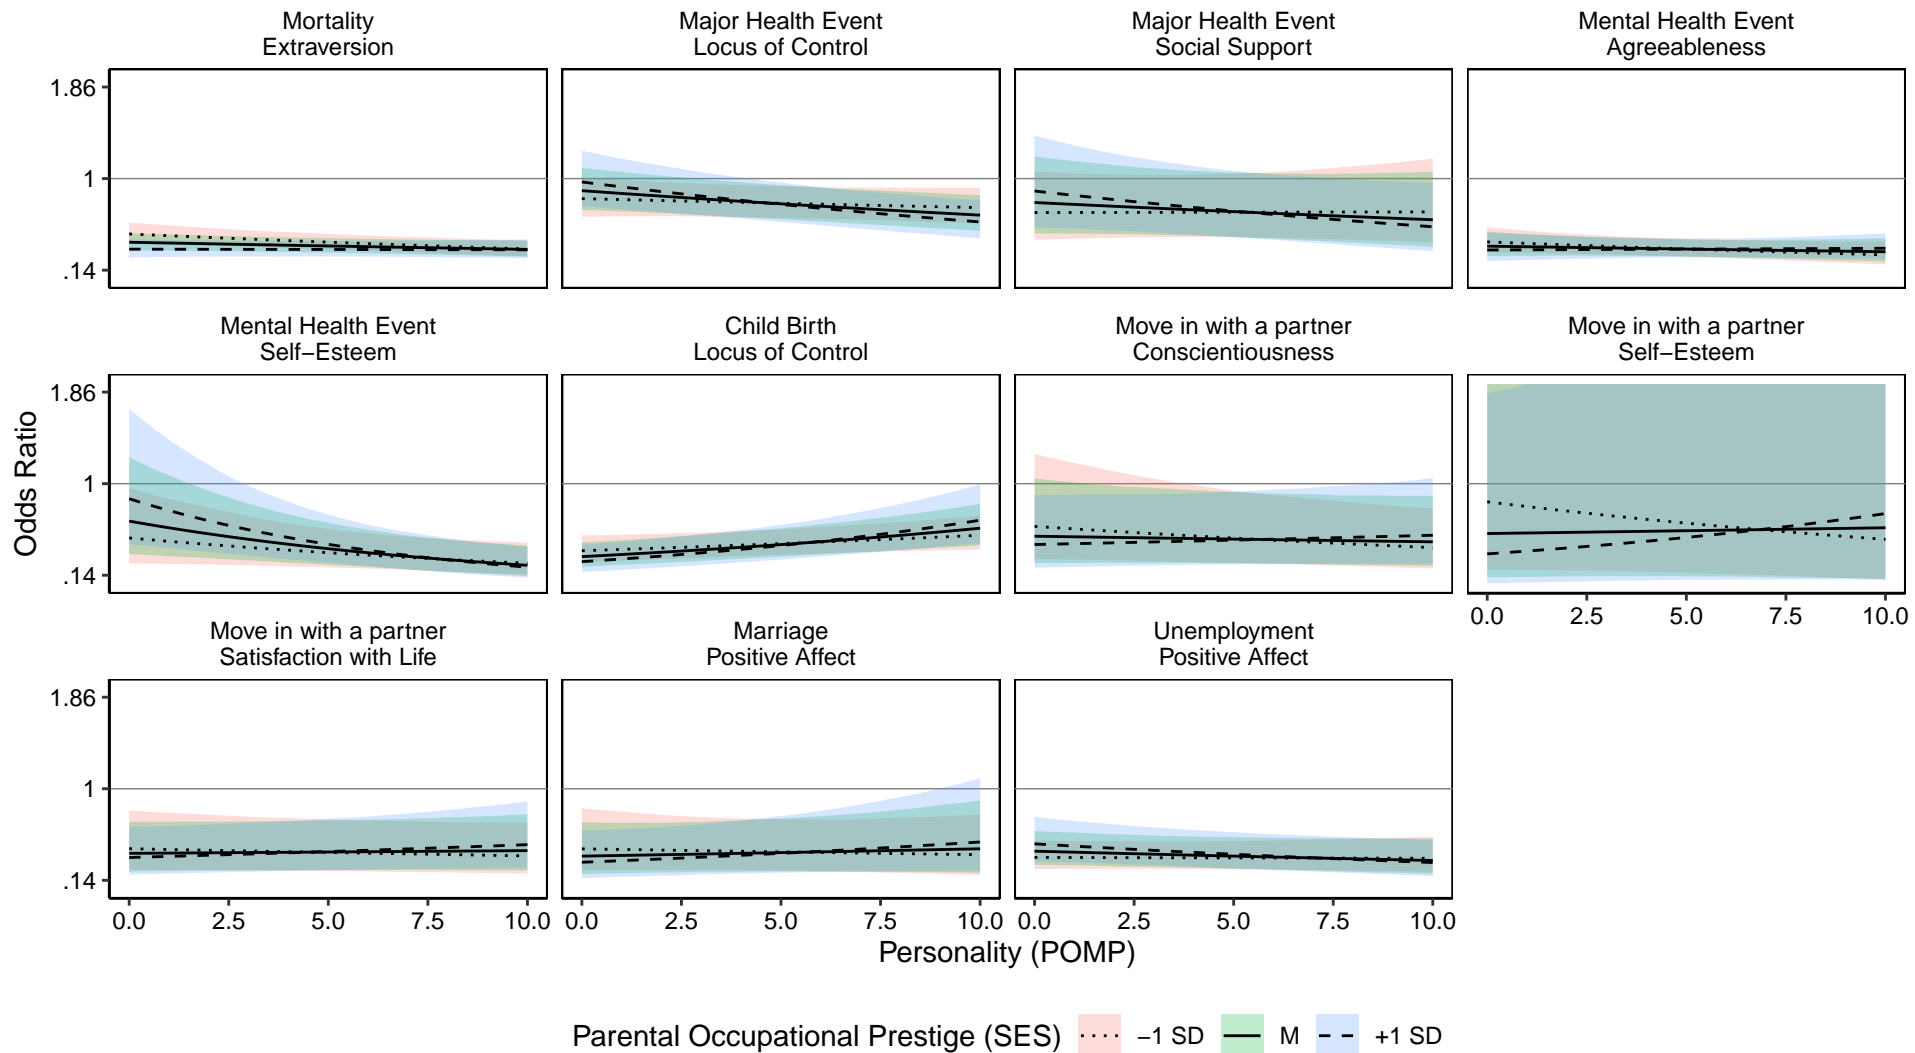 Mortality
Extraversion
Major Health Event
Locus of Control
Major Health Event
Social Support
Mental Health Event
Agreeableness
1.86
1
.14
Mental Health Event
Self−Esteem
Child Birth
Locus of Control
Move in with a partner
Conscientiousness
Move in with a partner
Self−Esteem
1.86
1
.14
0.0 2.5 5.0 7.5 10.0
Odds Ratio
Move in with a partner
Satisfaction with Life
Marriage
Positive Affect
Unemployment
Positive Affect
1.86
1
.14
0.0 2.5 5.0 7.5 10.0
0.0 2.5 5.0 7.5 10.0
0.0 2.5 5.0 7.5 10.0
Personality (POMP)
Parental Occupational Prestige (SES) −1 SD M +1 SD